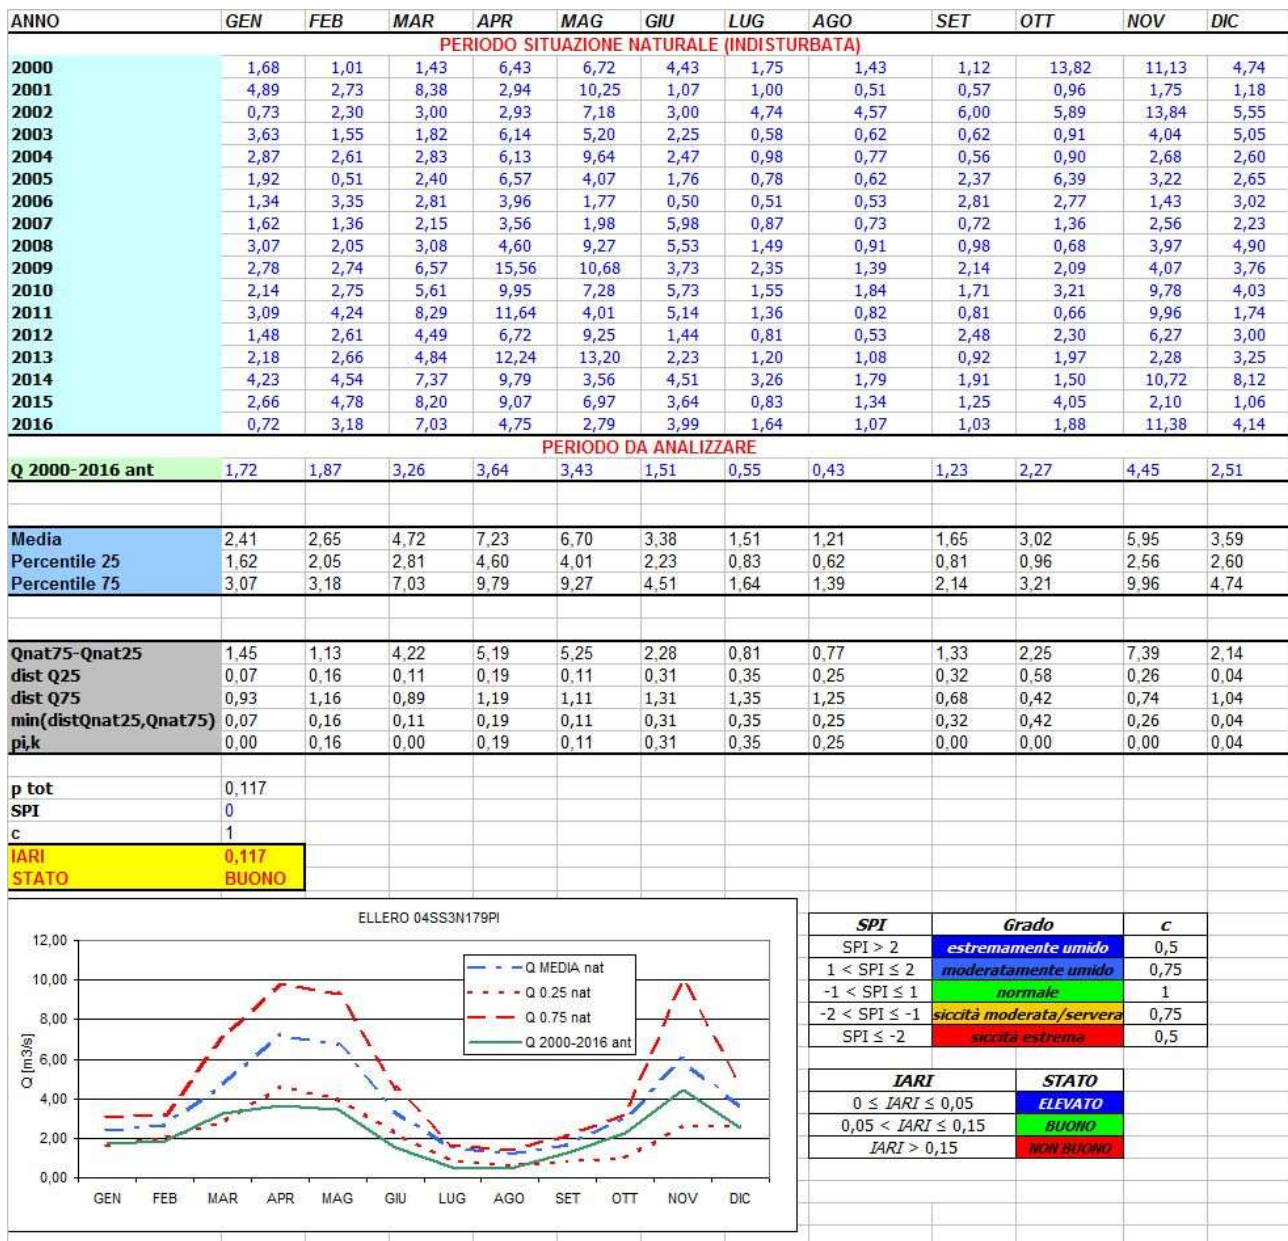 ANNO GEN FEB MAR APR MAG GIU LUG AGO SET OTT NOV DIC
PERIODO SITUAZIONE NATURALE (INDISTURBATA)
2000 1,68 1,01 1,43 6,43 6,72 4,43 1,75 1,43 1,12 13,82 11,13 4,74
2001 4,89 2,73 8,38 2,94 10,25 1,07 1,00 0,51 0,57 0,96 1,75 1,18
2002 0,73 2,30 3,00 2,93 7,18 3,00 4,74 4,57 6,00 5,89 13,84 5,55
2003 3,63 1,55 1,82 6,14 5,20 2,25 0,58 0,62 0,62 0,91 4,04 5,05
2004 2,87 2,61 2,83 6,13 9,64 2,47 0,98 0,77 0,56 0,90 2,68 2,60
2005 1,92 0,51 2,40 6,57 4,07 1,76 0,78 0,62 2,37 6,39 3,22 2,65
2006 1,34 3,35 2,81 3,96 1,77 0,50 0,51 0,53 2,81 2,77 1,43 3,02
2007 1,62 1,36 2,15 3,56 1,98 5,98 0,87 0,73 0,72 1,36 2,56 2,23
2008 3,07 2,05 3,08 4,60 9,27 5,53 1,49 0,91 0,98 0,68 3,97 4,90
2009 2,78 2,74 6,57 15,56 10,68 3,73 2,35 1,39 2,14 2,09 4,07 3,76
2010 2,14 2,75 5,61 9,95 7,28 5,73 1,55 1,84 1,71 3,21 9,78 4,03
2011 3,09 4,24 8,29 11,64 4,01 5,14 1,36 0,82 0,81 0,66 9,96 1,74
2012 1,48 2,61 4,49 6,72 9,25 1,44 0,81 0,53 2,48 2,30 6,27 3,00
2013 2,18 2,66 4,84 12,24 13,20 2,23 1,20 1,08 0,92 1,97 2,28 3,25
2014 4,23 4,54 7,37 9,79 3,56 4,51 3,26 1,79 1,91 1,50 10,72 8,12
2015 2,66 4,78 8,20 9,07 6,97 3,64 0,83 1,34 1,25 4,05 2,10 1,06
2016 0,72 3,18 7,03 4,75 2,79 3,99 1,64 1,07 1,03 1,88 11,38 4,14
PERIODO DA ANALIZZARE
Q 2000-2016 ant 1,72 1,87 3,26 3,64 3,43 1,51 0,55 0,43 1,23 2,27 4,45 2,51
Media 2,41 2,65 4,72 7,23 6,70 3,38 1,51 1,21 1,65 3,02 5,95 3,59
Percentile 25 1,62 2,05 2,81 4,60 4,01 2,23 0,83 0,62 0,81 0,96 2,56 2,60
Percentile 75 3,07 3,18 7,03 9,79 9,27 4,51 1,64 1,39 2,14 3,21 9,96 4,74
Qnat75-Qnat25 1,45 1,13 4,22 5,19 5,25 2,28 0,81 0,77 1,33 2,25 7,39 2,14
dist Q25 0,07 0,16 0,11 0,19 0,11 0,31 0,35 0,25 0,32 0,58 0,26 0,04
dist Q75 0,93 1,16 0,89 1,19 1,11 1,31 1,35 1,25 0,68 0,42 0,74 1,04
min(distQnat25,Qnat75) 0,07 0,16 0,11 0,19 0,11 0,31 0,35 0,25 0,32 0,42 0,26 0,04
pi,k 0,00 0,16 0,00 0,19 0,11 0,31 0,35 0,25 0,00 0,00 0,00 0,04
p tot 0,117
SPI 0
c 1
IARI 0,117
STATO BUONO
ELLERO 04SS3N179PI
12,00
10,00
8,00
6,00
4,00
2,00
0,00
Q [m3/s]
Q MEDIA nat
Q 0.25 nat
Q 0.75 nat
Q 2000-2016 ant
GEN FEB MAR APR MAG GIU LUG AGO SET OTT NOV DIC
SPI Grado c
SPI > 2 estremamente umido 0,5
1 < SPI ≤ 2 moderatamente umido 0,75
-1 < SPI ≤ 1 normale 1
-2 < SPI ≤ -1 siccità moderata/servera 0,75
SPI ≤ -2 siccità estrema 0,5
IARI STATO
0 ≤ IARI ≤ 0,05 ELEVATO
0,05 < IARI ≤ 0,15 BUONO
IARI > 0,15 NON BUONO